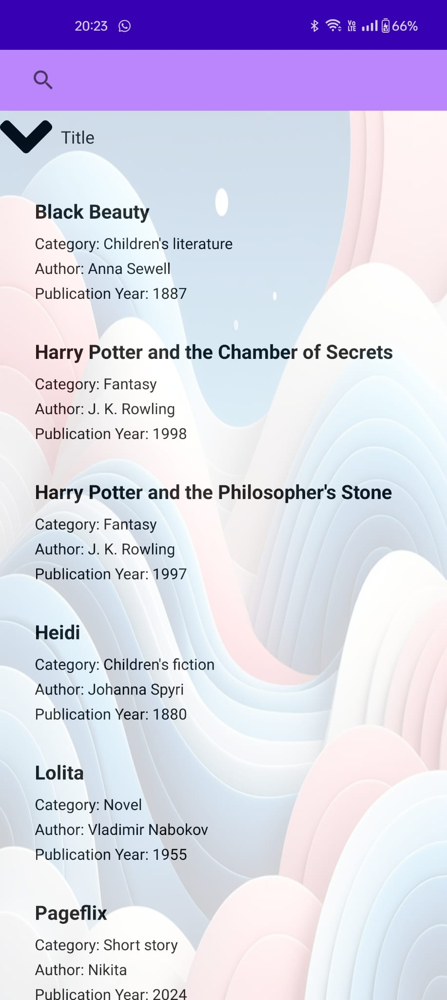 20:23 Vo LTE 66%
Title
Black Beauty
Category: Children's literature
Author: Anna Sewell
Publication Year: 1887
Harry Potter and the Chamber of Secrets
Category: Fantasy
Author: J. K. Rowling
Publication Year: 1998
Harry Potter and the Philosopher's Stone
Category: Fantasy
Author: J. K. Rowling
Publication Year: 1997
Heidi
Category: Children's fiction
Author: Johanna Spyri
Publication Year: 1880
Lolita
Category: Novel
Author: Vladimir Nabokov
Publication Year: 1955
Pageflix
Category: Short story
Author: Nikita
Publication Year: 2024